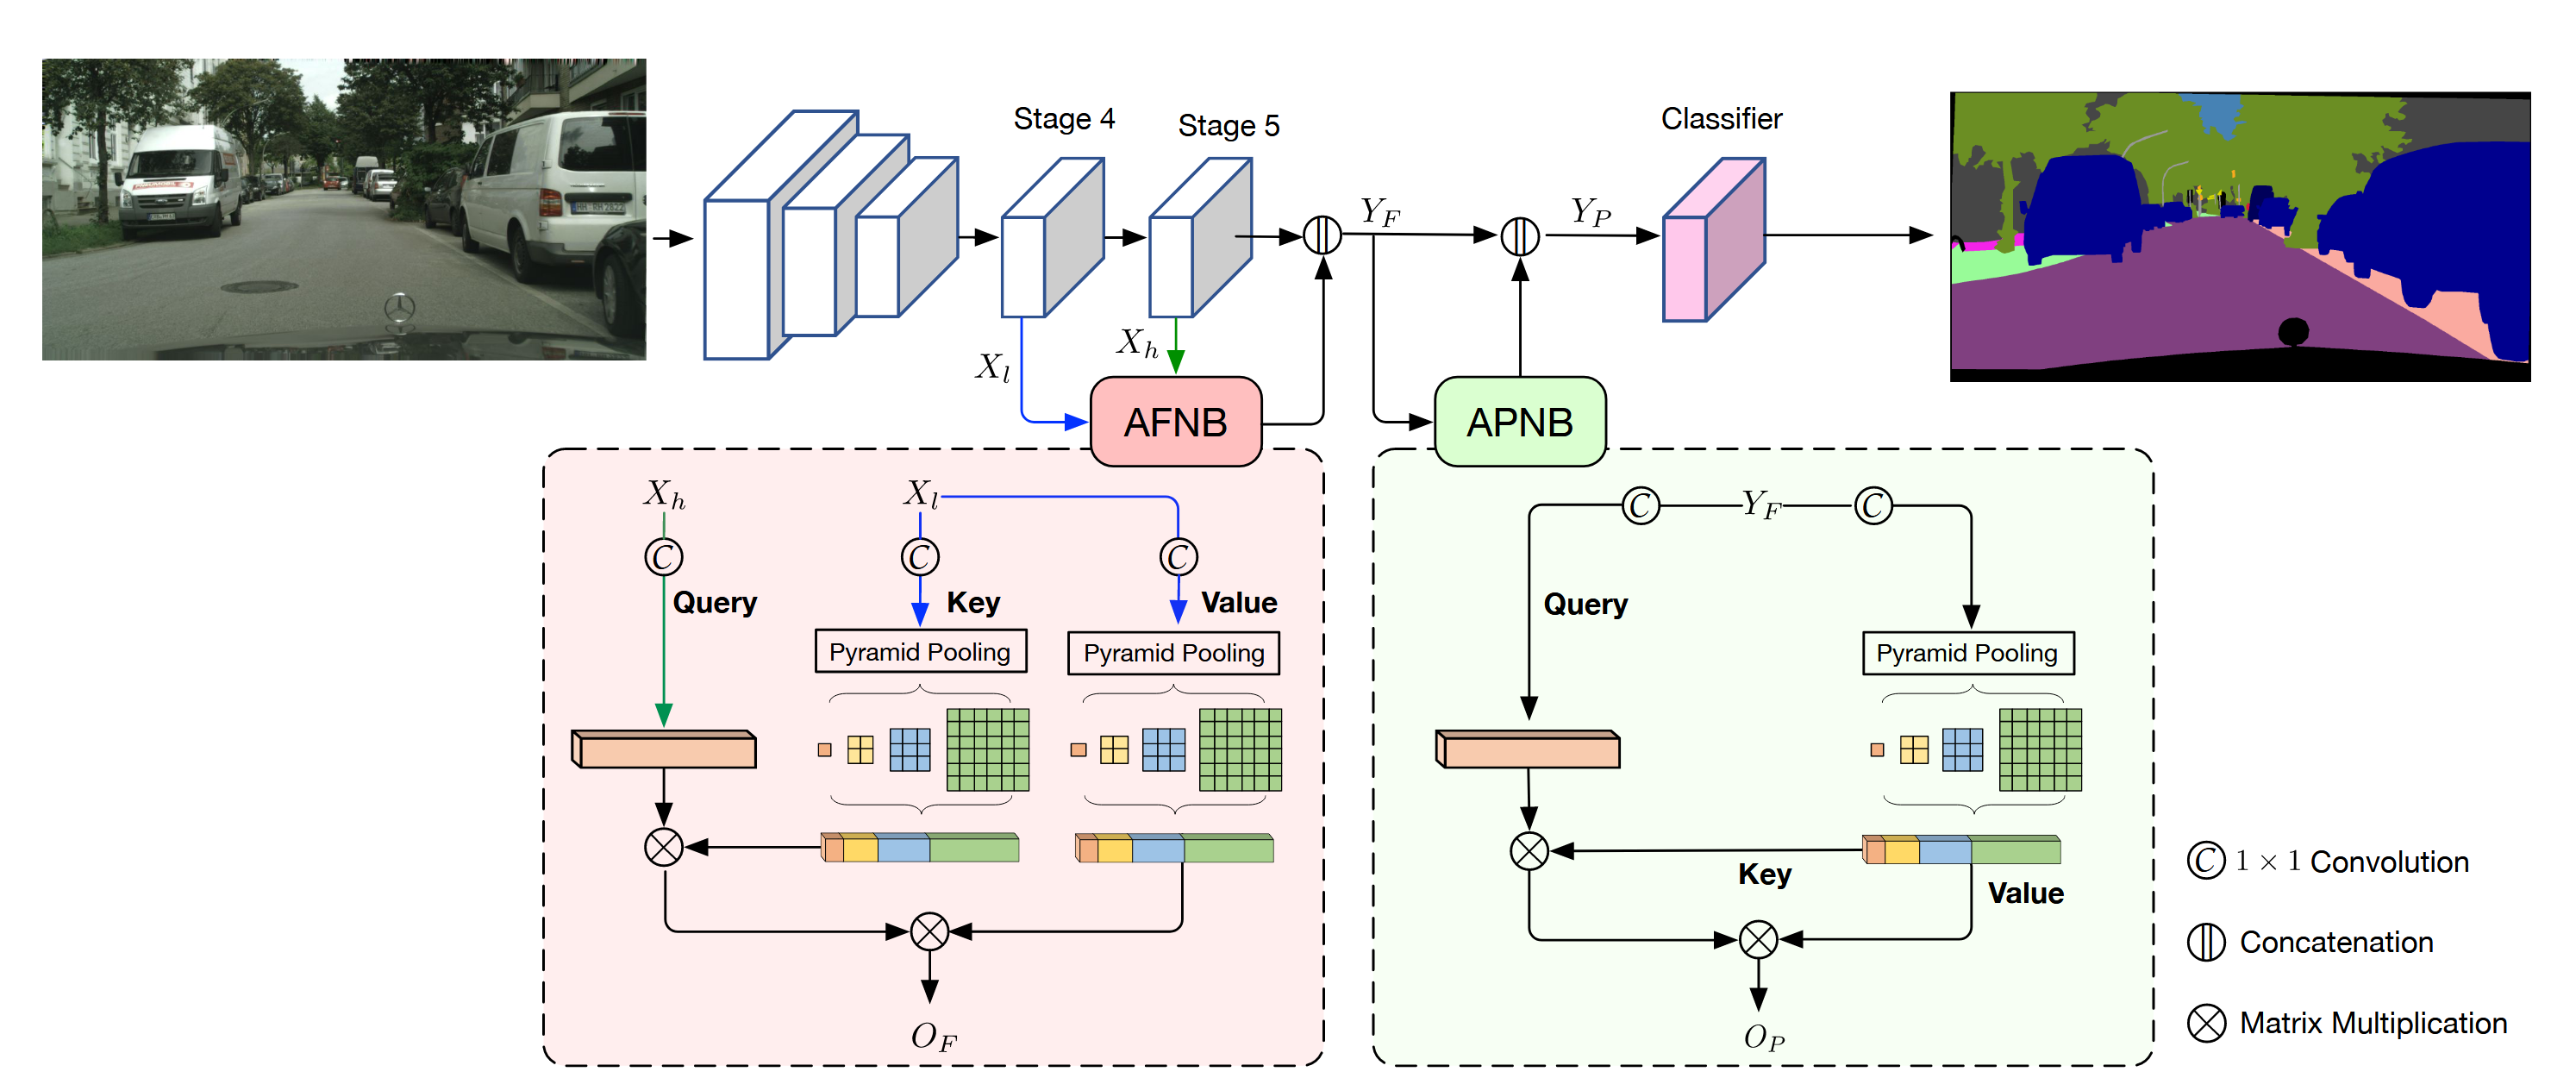 Stage 4
Stage 5
Classifier
Y_F
Y_P
X_l
X_h
AFNB
APNB
X_h
X_l
C
C
C
Query
Key
Value
Pyramid Pooling
Pyramid Pooling
O_F
C
Y_F
C
Query
Pyramid Pooling
Key
Value
O_P
C 1 × 1 Convolution
Concatenation
Matrix Multiplication